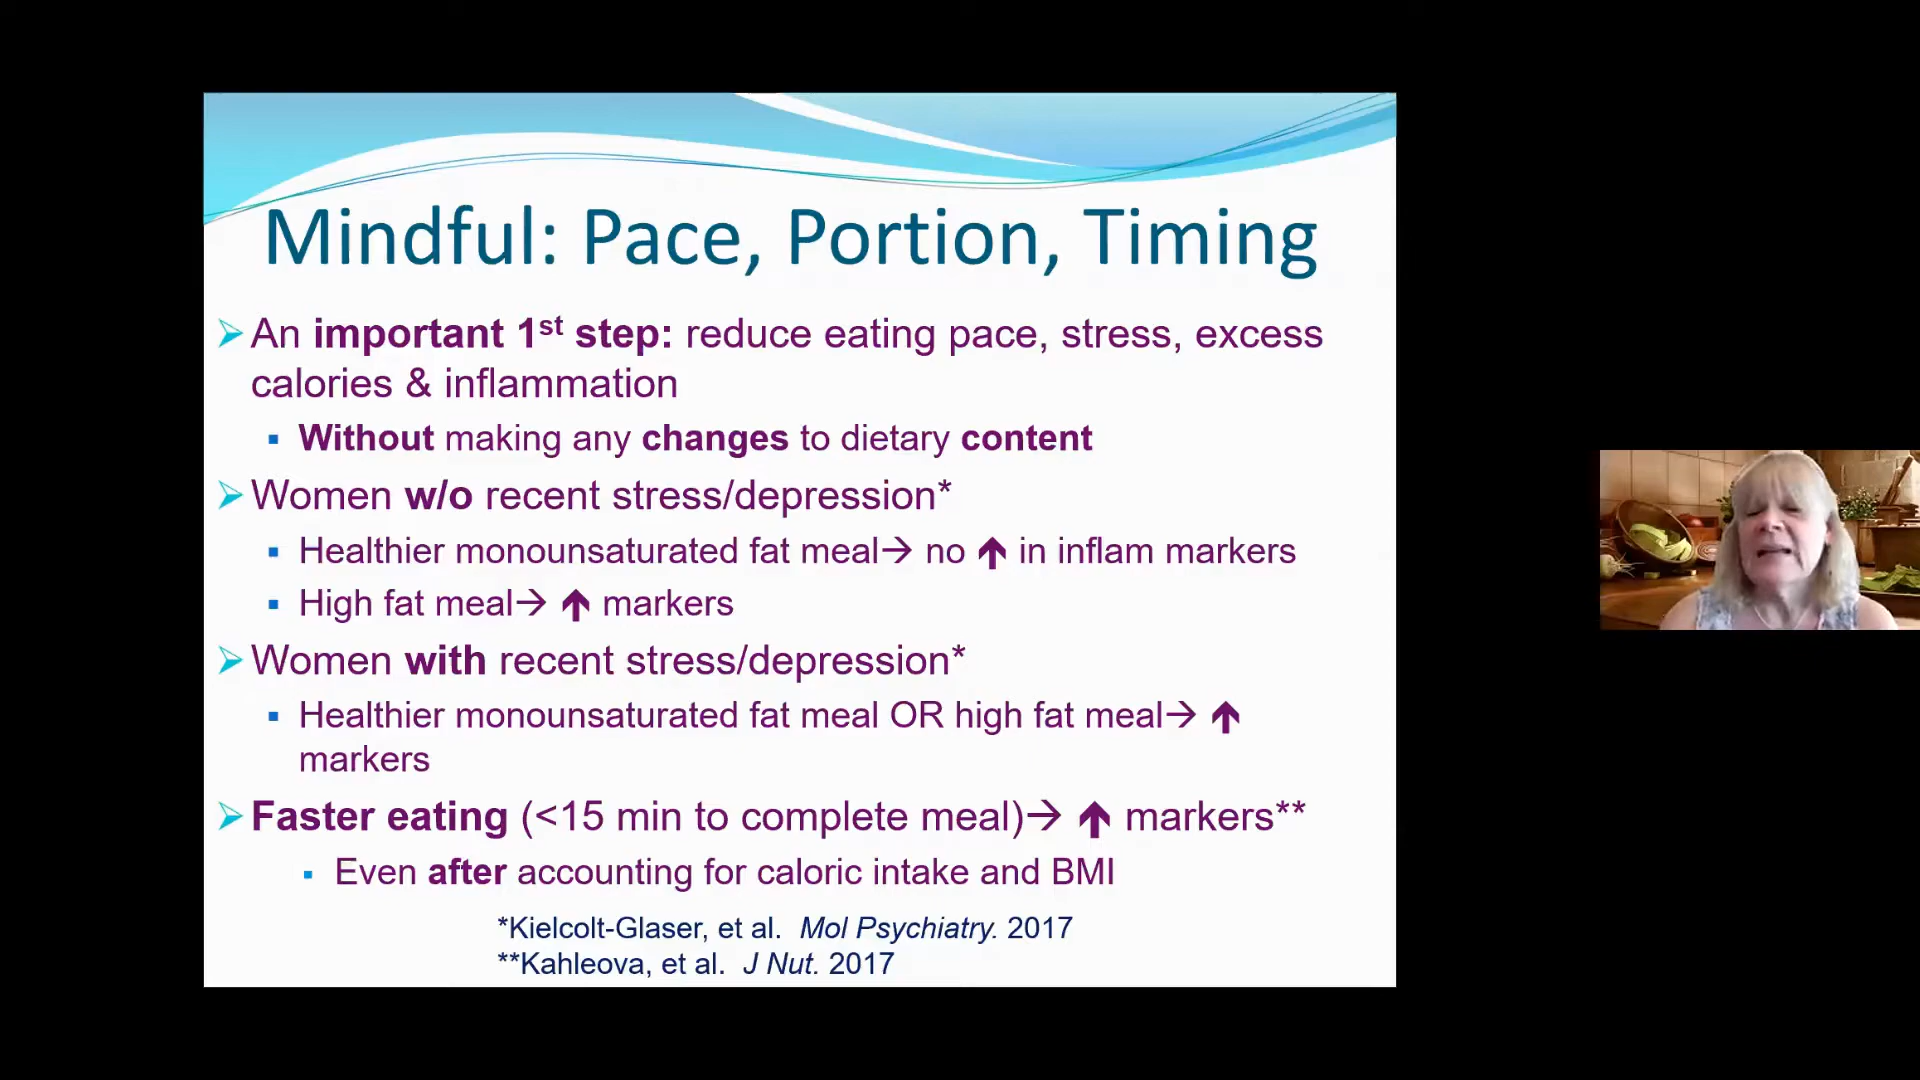 Mindful: Pace, Portion, Timing
An important 1st step: reduce eating pace, stress, excess
calories & inflammation
Without making any changes to dietary content
Women w/o recent stress/depression*
Healthier monounsaturated fat meal→ no ↑ in inflam markers
High fat meal→ ↑ markers
Women with recent stress/depression*
Healthier monounsaturated fat meal OR high fat meal→ ↑
markers
Faster eating (<15 min to complete meal)→ ↑ markers**
Even after accounting for caloric intake and BMI
*Kielcolt-Glaser, et al. Mol Psychiatry. 2017
**Kahleova, et al. J Nut. 2017